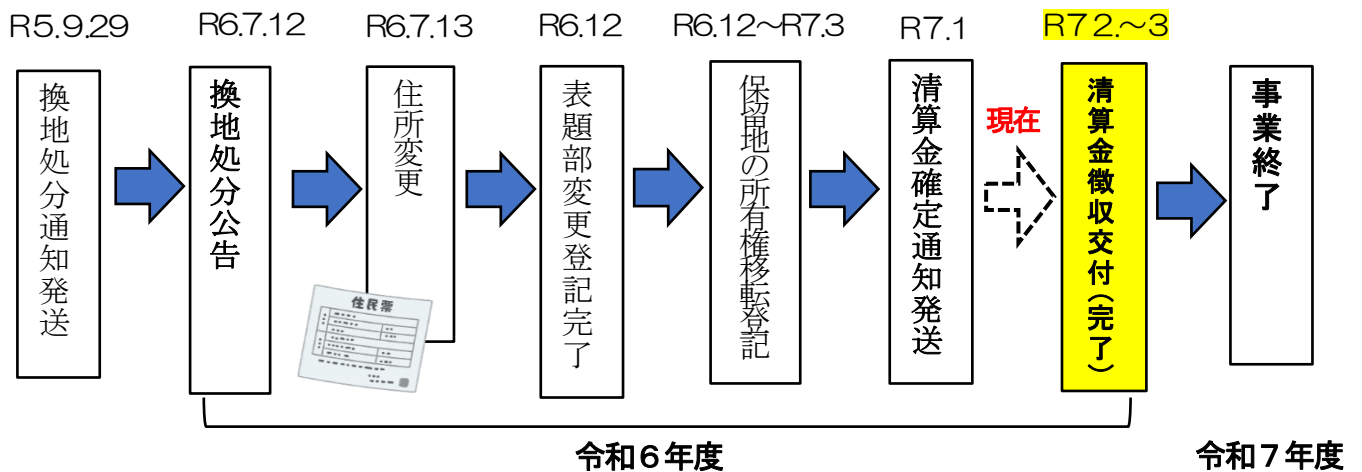 R5.9.29
R6.7.12
R6.7.13
R6.12
R6.12～R7.3
R7.1
R7２.～3
換地処分通知発送
換地処分公告
住所変更
住民票
表題部変更登記完了
保留地の所有権移転登記
清算金確定通知発送
現在
清算金徴収交付(完了)
事業終了
令和６年度
令和７年度